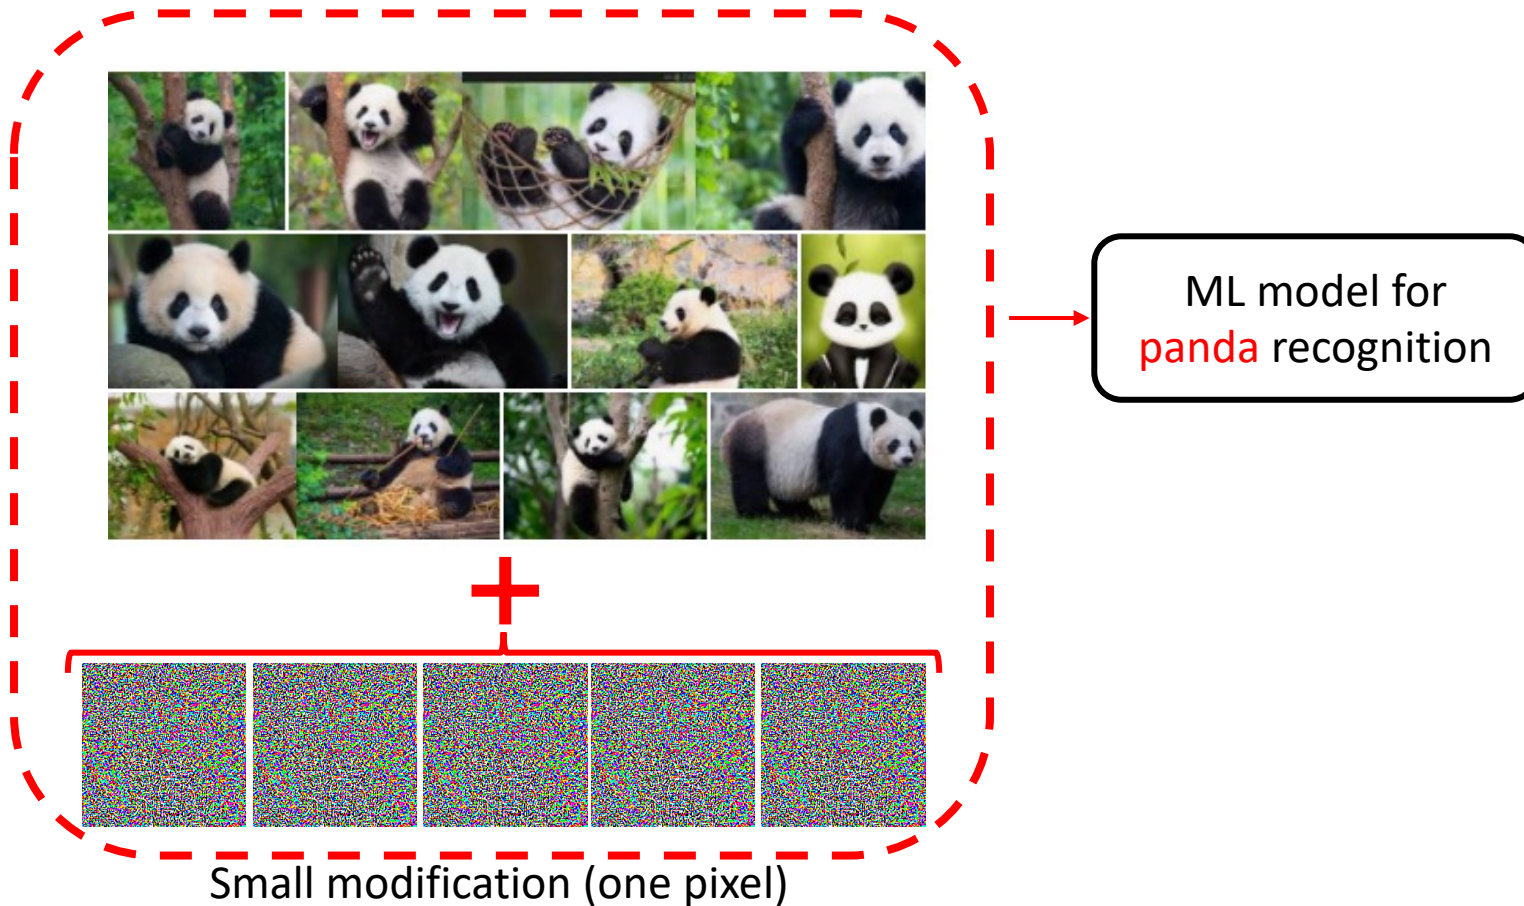 ML model for
panda recognition
Small modification (one pixel)